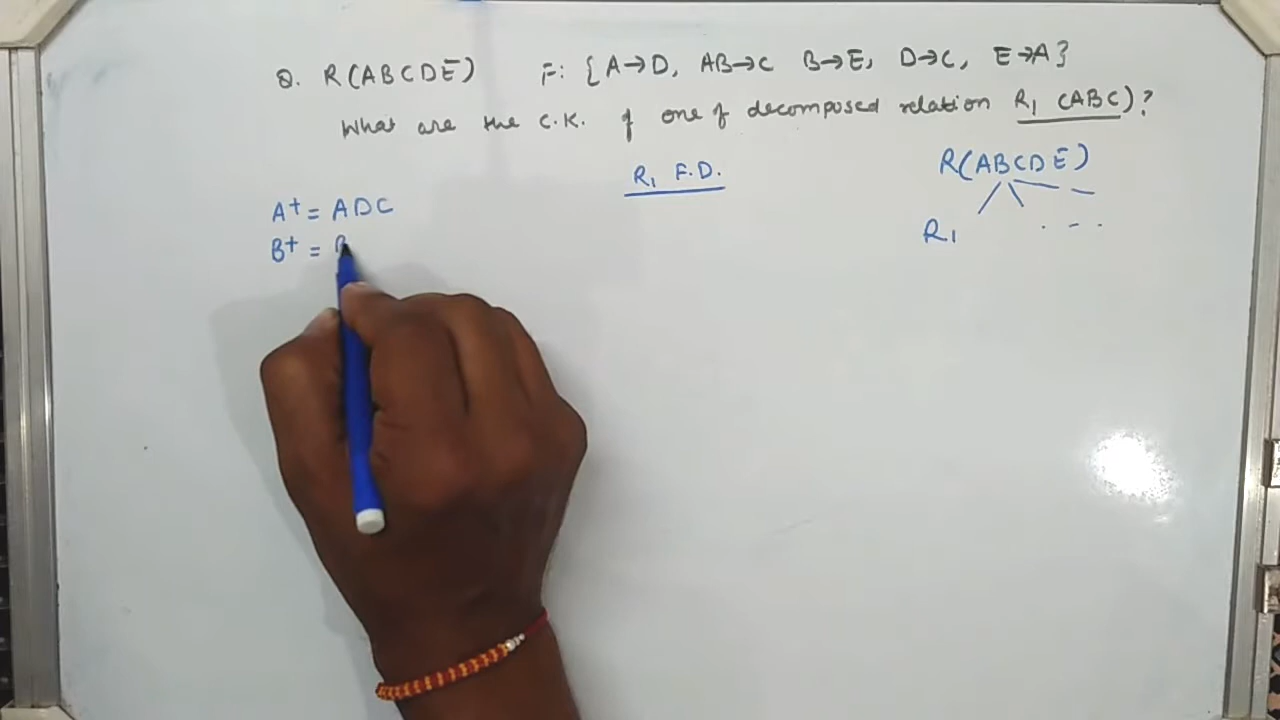 Q. R(ABCDE) F: {A→D, AB→C B→E, D→C, E→A}
What are the C.K. of one of decomposed relation R1 (ABC)?
R1 F.D.
R(ABCDE)
R1 . - .
A+ = ADC
B+ = B